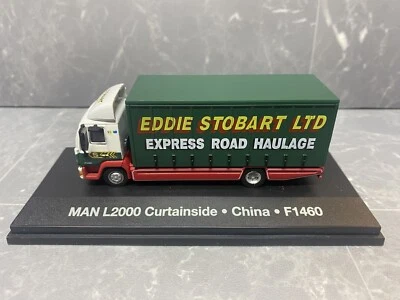 EDDIE STOBART LTD
EXPRESS ROAD HAULAGE
MAN L2000 Curtainside • China • F1460